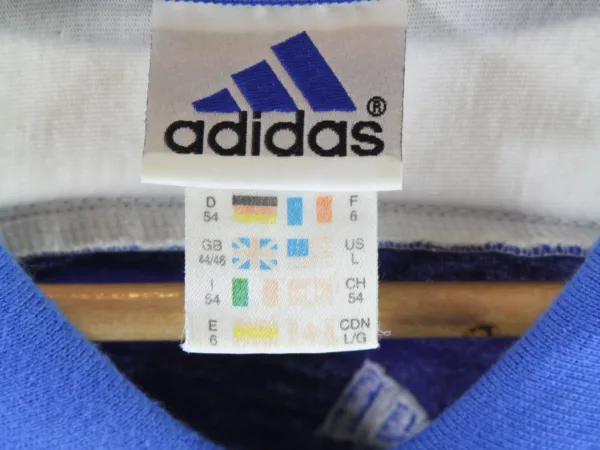 adidas®
D F
54 6
GB US
44/46 L
I CH
54 54
E CDN
6 L/G